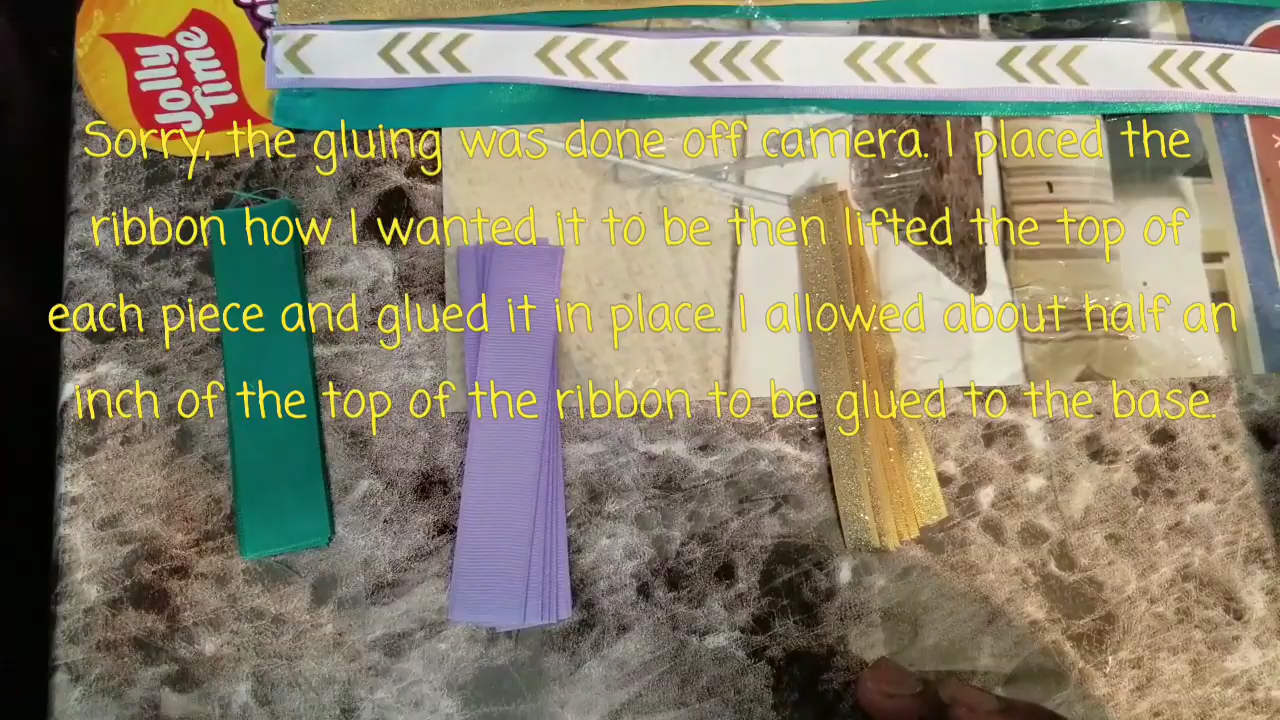 Jolly
Time
Sorry, the gluing was done off camera. I placed the
ribbon how I wanted it to be then lifted the top of
each piece and glued it in place. I allowed about half an
inch of the top of the ribbon to be glued to the base.